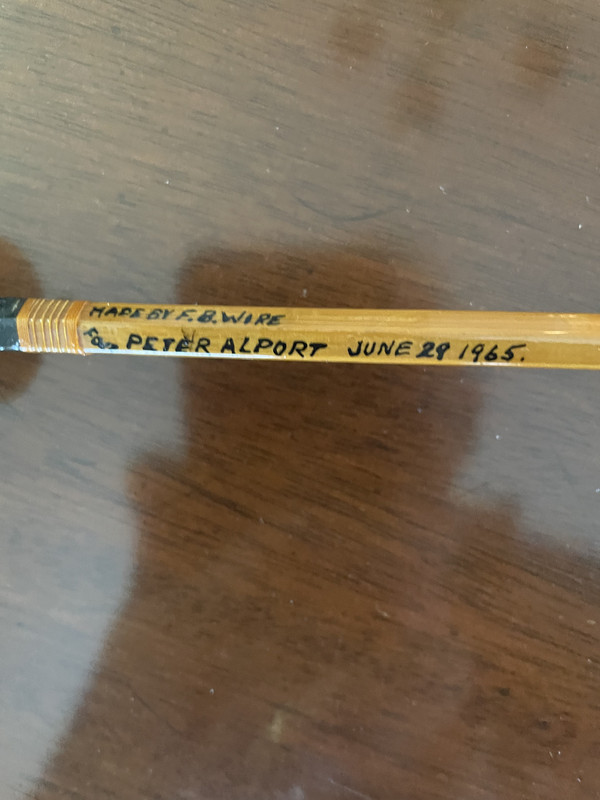 MADE BY F.B. WIRE
For PETER ALPORT JUNE 29 1965.